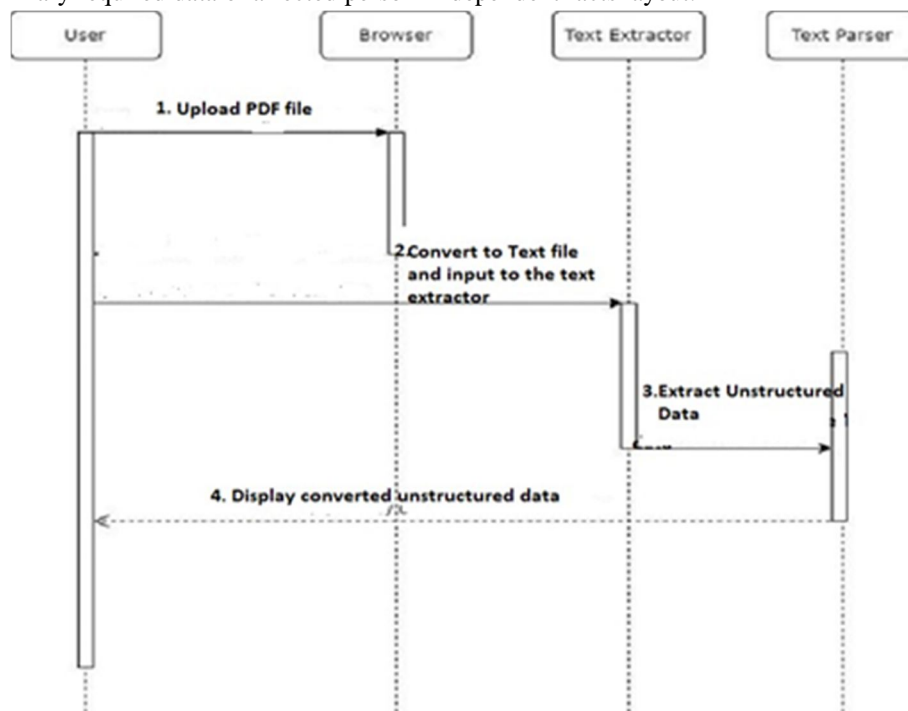 User
Browser
Text Extractor
Text Parser
1. Upload PDF file
2.Convert to Text file
and input to the text
extractor
3.Extract Unstructured
Data
4. Display converted unstructured data